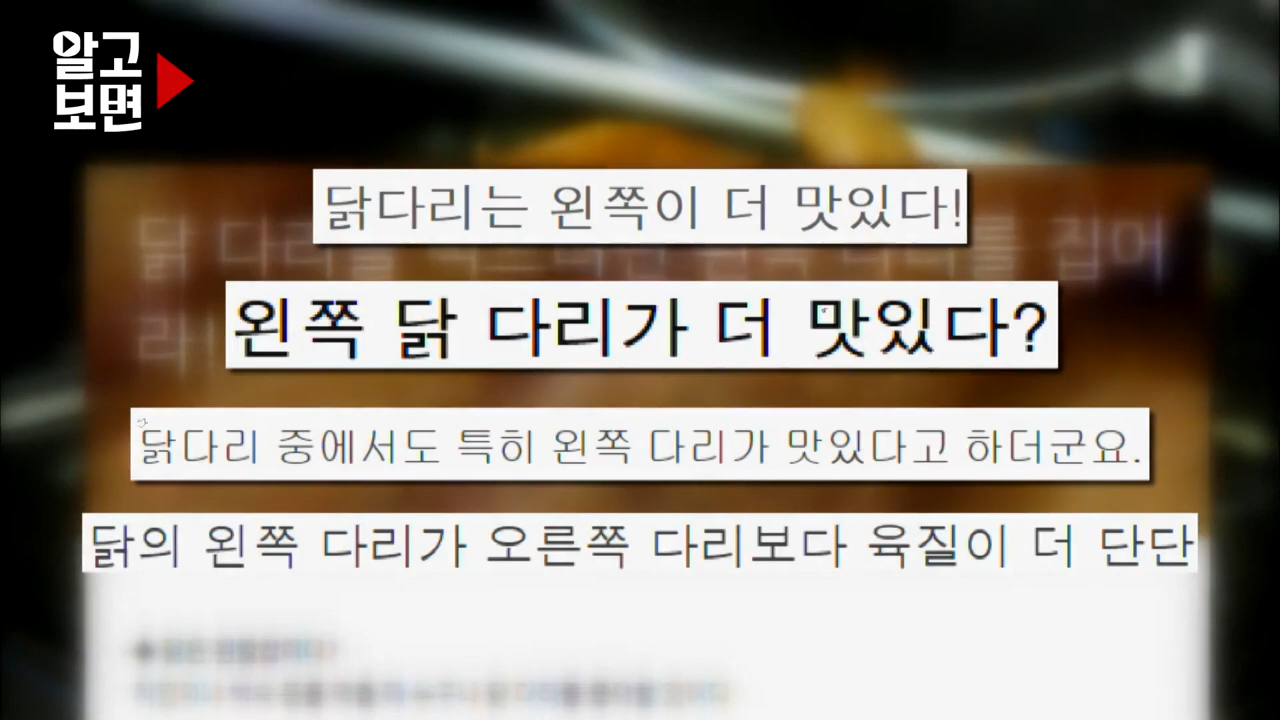 알고
보면
닭다리는 왼쪽이 더 맛있다!
왼쪽 닭 다리가 더 맛있다?
닭다리 중에서도 특히 왼쪽 다리가 맛있다고 하더군요.
닭의 왼쪽 다리가 오른쪽 다리보다 육질이 더 단단